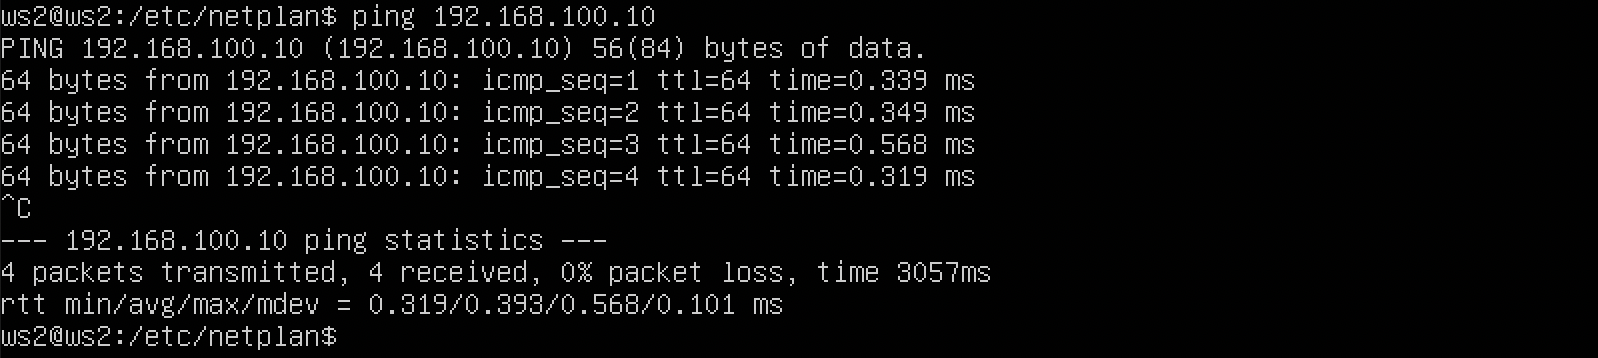 ws2@ws2:/etc/netplan$ ping 192.168.100.10
PING 192.168.100.10 (192.168.100.10) 56(84) bytes of data.
64 bytes from 192.168.100.10: icmp_seq=1 ttl=64 time=0.339 ms
64 bytes from 192.168.100.10: icmp_seq=2 ttl=64 time=0.349 ms
64 bytes from 192.168.100.10: icmp_seq=3 ttl=64 time=0.568 ms
64 bytes from 192.168.100.10: icmp_seq=4 ttl=64 time=0.319 ms
^C
--- 192.168.100.10 ping statistics ---
4 packets transmitted, 4 received, 0% packet loss, time 3057ms
rtt min/avg/max/mdev = 0.319/0.393/0.568/0.101 ms
ws2@ws2:/etc/netplan$